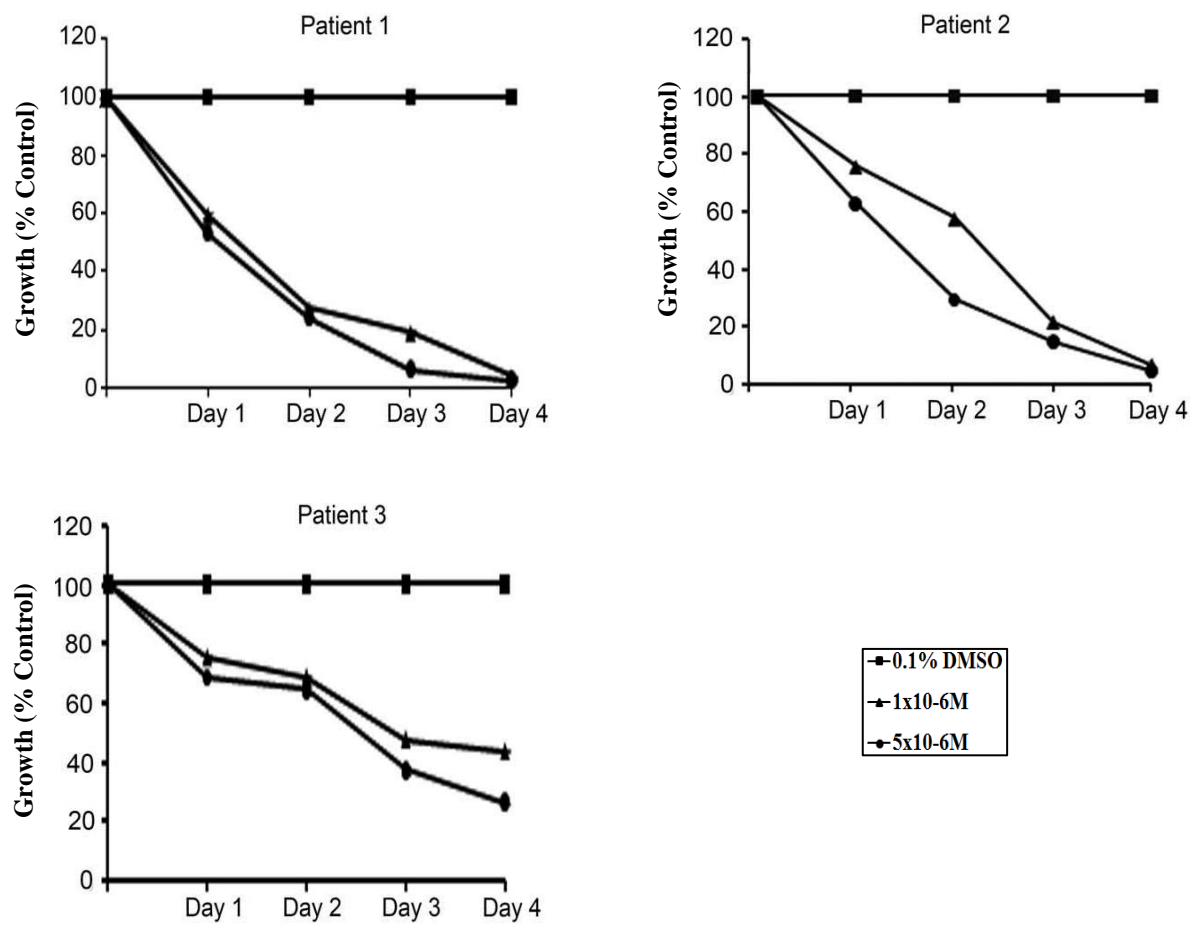 Patient 1
120
100
80
60
40
20
0
Growth (% Control)
Day 1 Day 2 Day 3 Day 4
Patient 2
120
100
80
60
40
20
0
Growth (% Control)
Day 1 Day 2 Day 3 Day 4
Patient 3
120
100
80
60
40
20
0
Growth (% Control)
Day 1 Day 2 Day 3 Day 4
0.1% DMSO
1x10-6M
5x10-6M